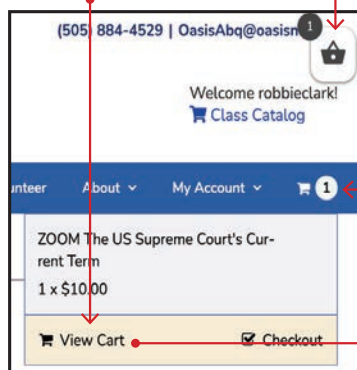 (505) 884-4529 | OasisAbq@oasisn
1
Welcome robbieclark!
Class Catalog
unteer About My Account 1
ZOOM The US Supreme Court's Cur-
rent Term
1 x $10.00
View Cart Checkout